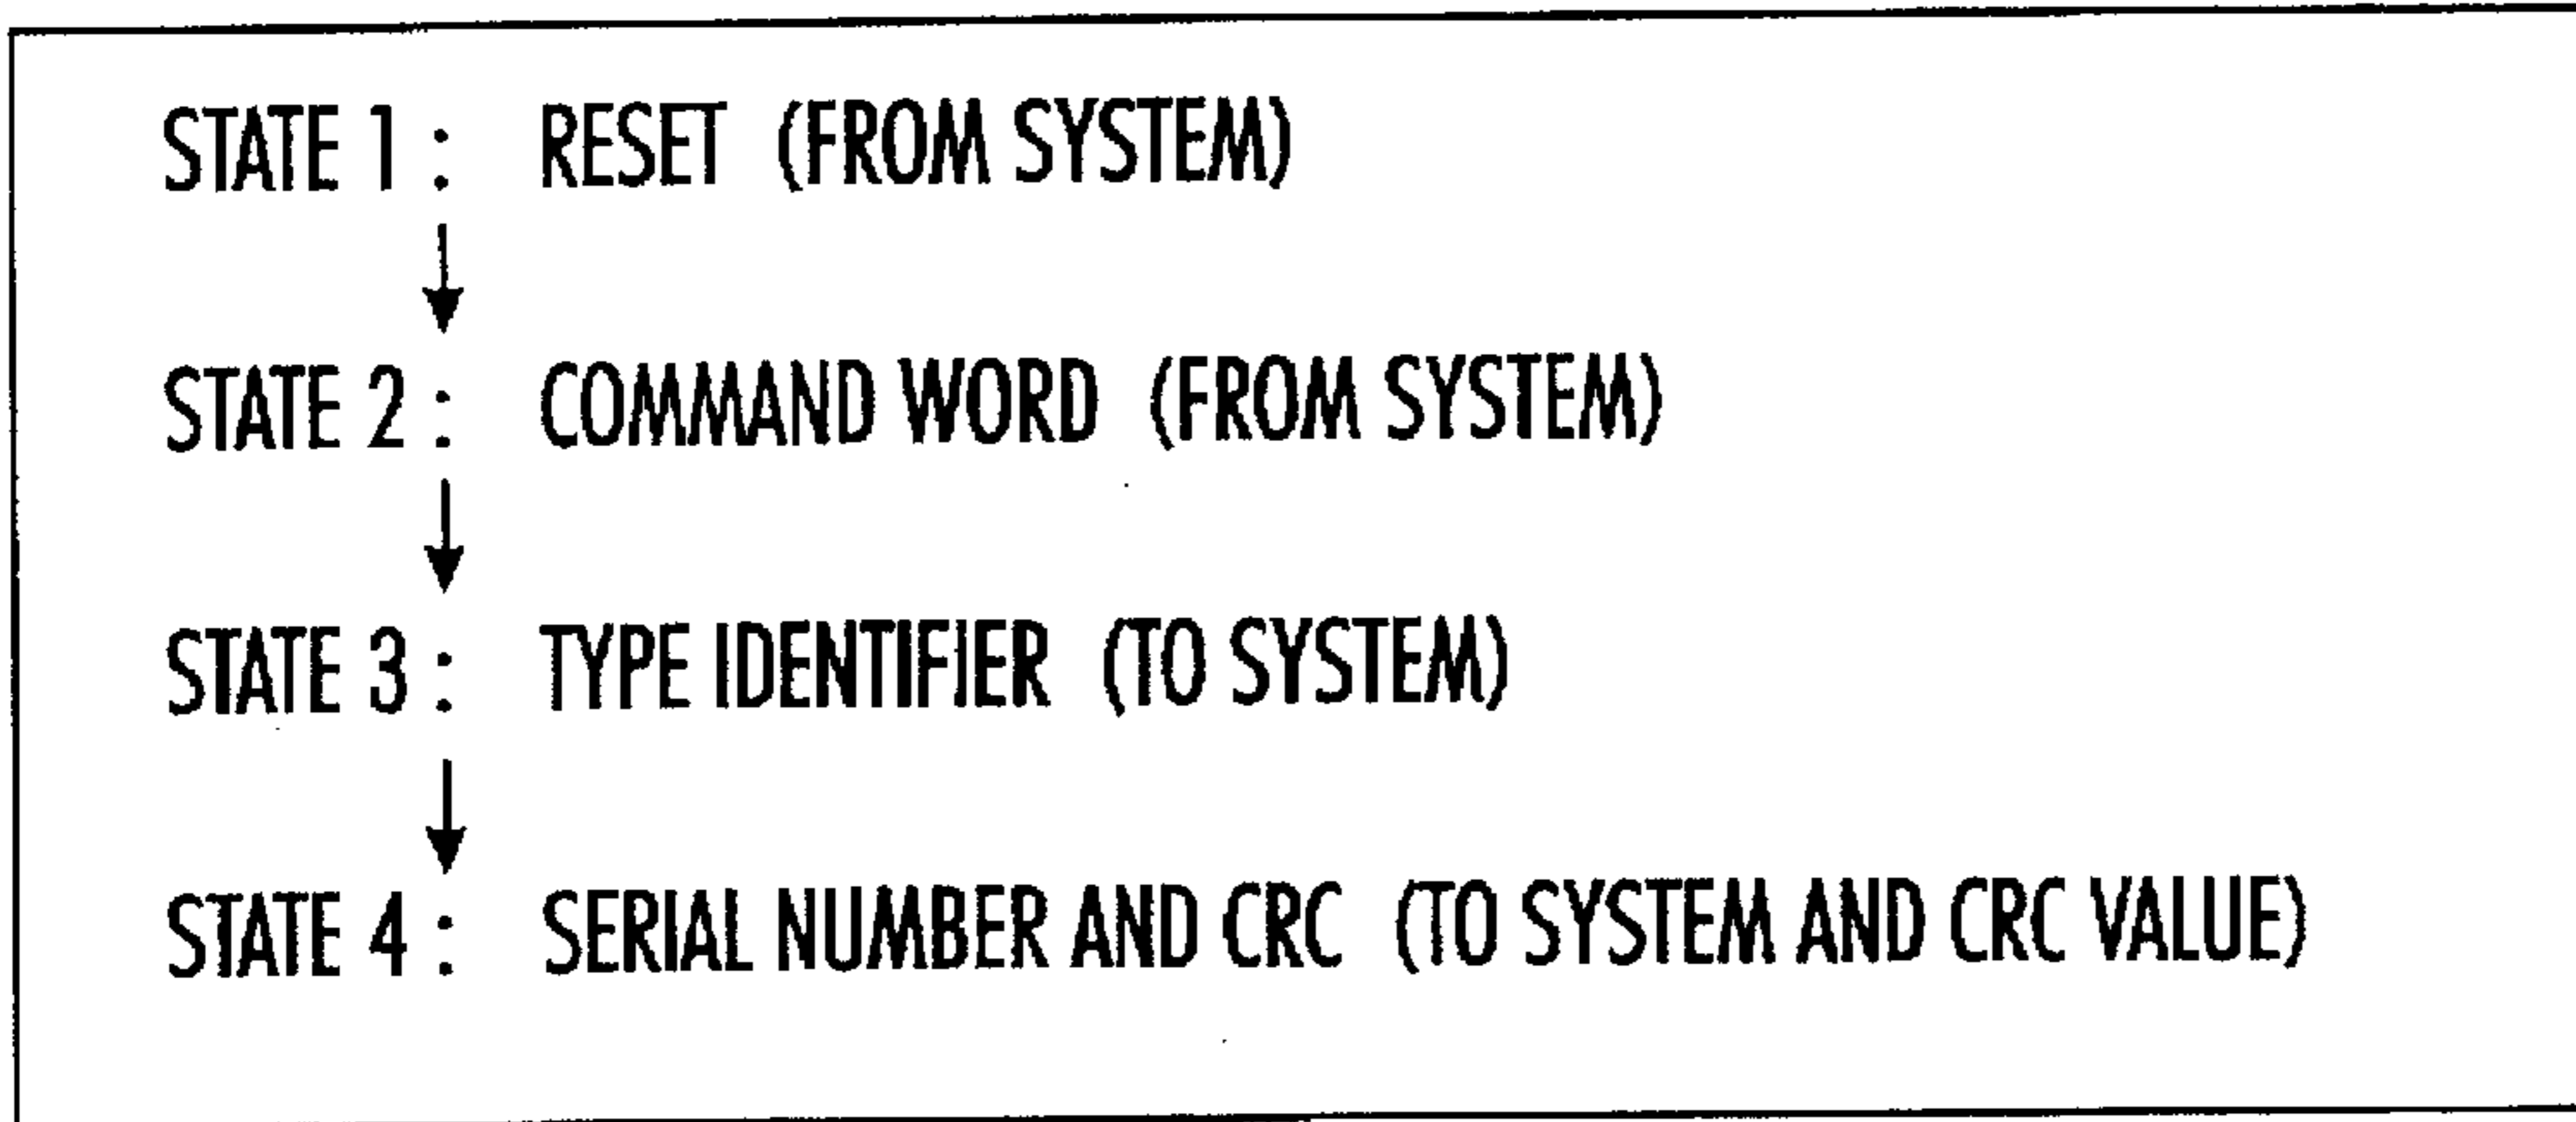 STATE 1 : RESET (FROM SYSTEM)
STATE 2 : COMMAND WORD (FROM SYSTEM)
STATE 3 : TYPE IDENTIFIER (TO SYSTEM)
STATE 4 : SERIAL NUMBER AND CRC (TO SYSTEM AND CRC VALUE)